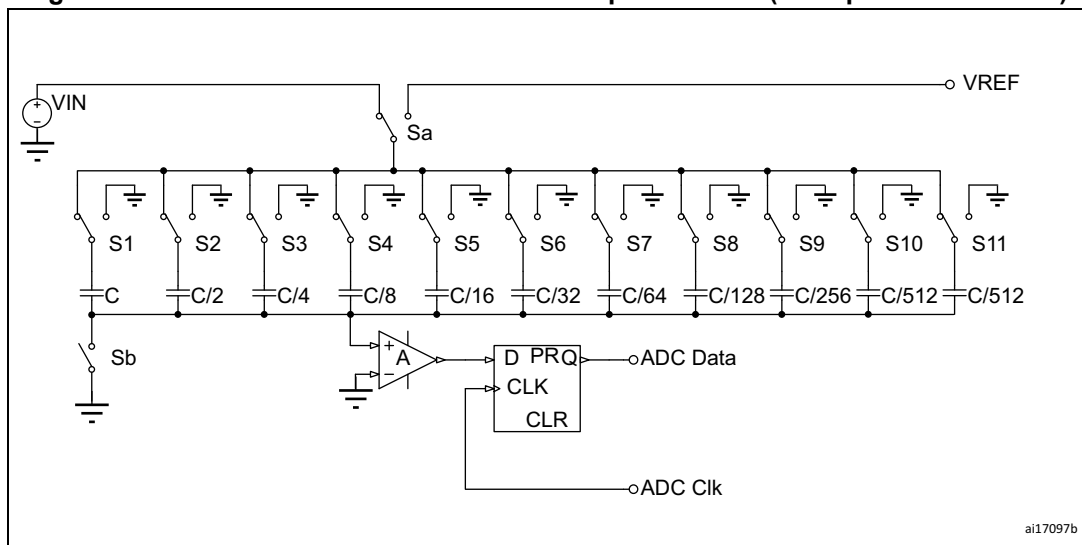 VREF
VIN
+
−
Sa
S1 S2 S3 S4 S5 S6 S7 S8 S9 S10 S11
C C/2 C/4 C/8 C/16 C/32 C/64 C/128 C/256 C/512 C/512
Sb
+
A
−
D PR Q
CLK
CLR
ADC Data
ADC Clk
ai17097b